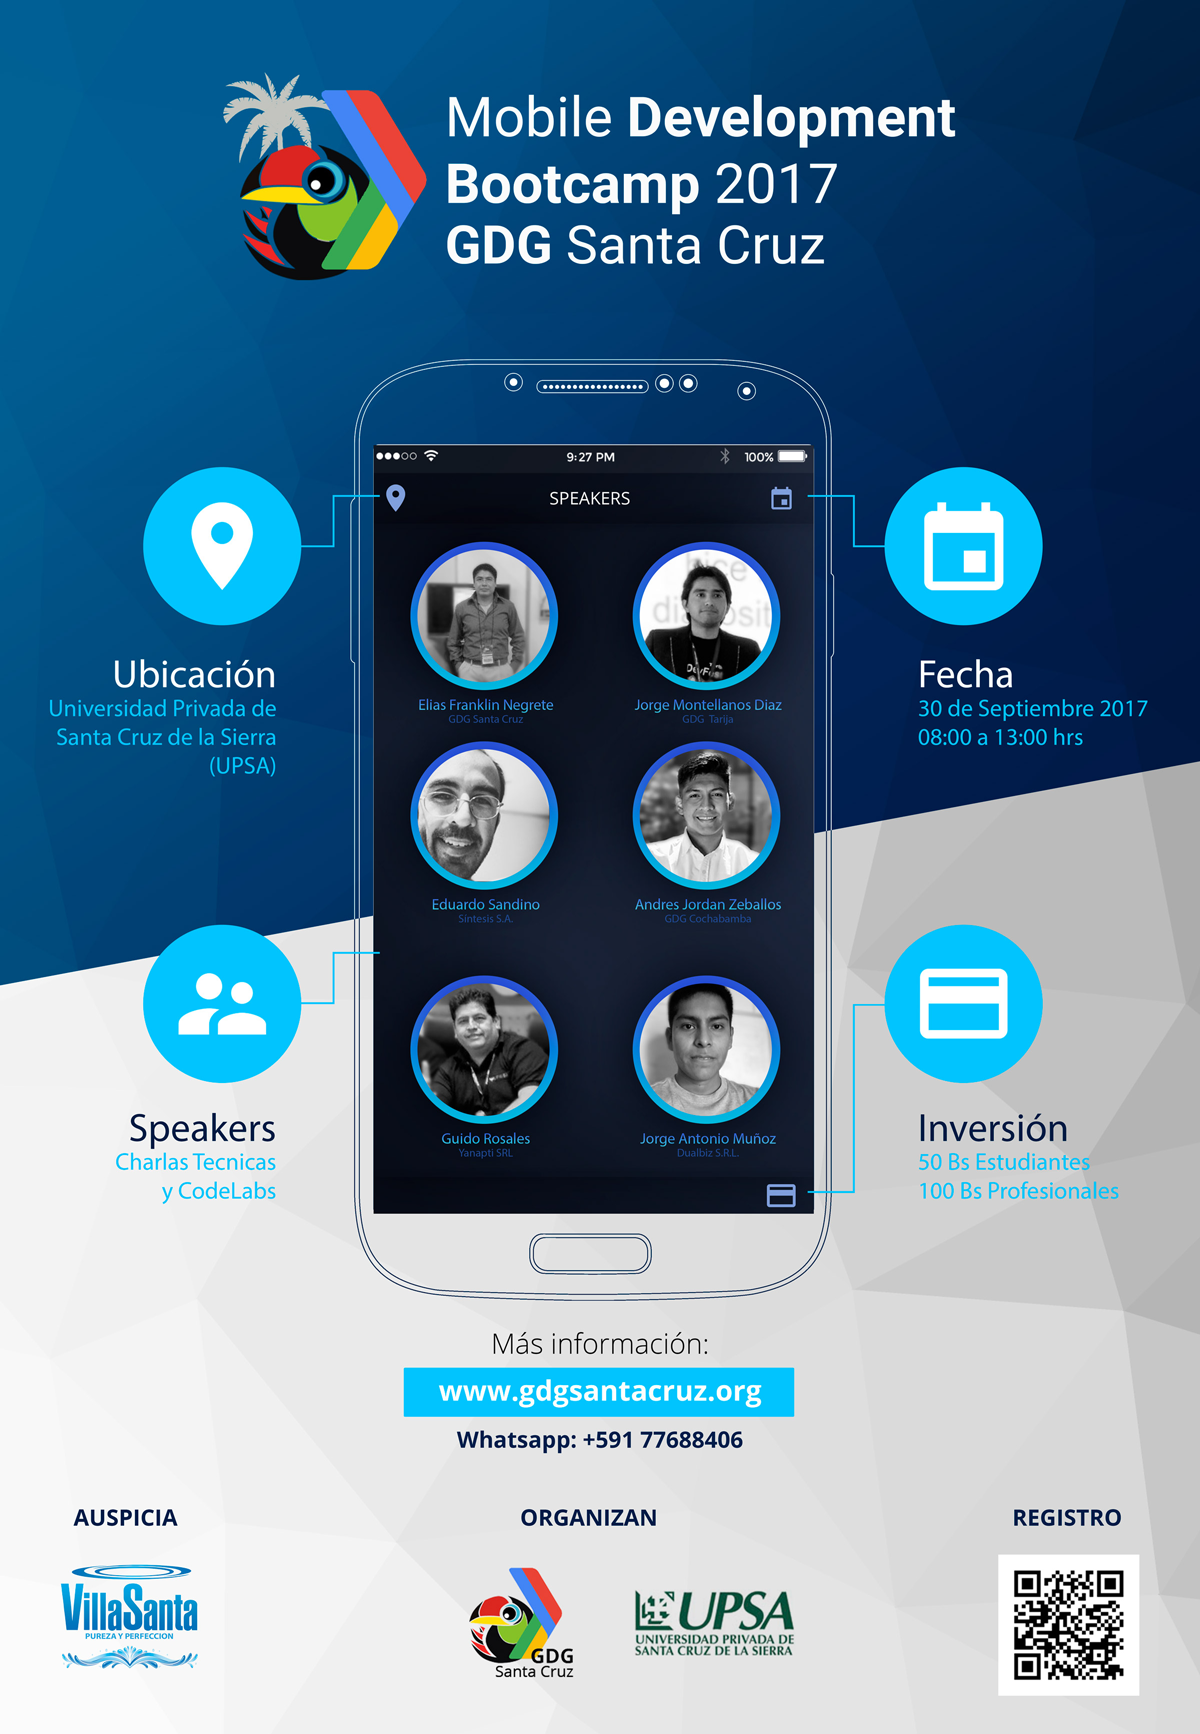 Mobile Development
Bootcamp 2017
GDG Santa Cruz
9:27 PM
100%
SPEAKERS
Elias Franklin Negrete
GDG Santa Cruz
Jorge Montellanos Diaz
GDG Tarija
Eduardo Sandino
Síntesis S.A.
Andres Jordan Zeballos
GDG Cochabamba
Guido Rosales
Yanapti SRL
Jorge Antonio Muñoz
Dualbiz S.R.L.
Ubicación
Universidad Privada de
Santa Cruz de la Sierra
(UPSA)
Fecha
30 de Septiembre 2017
08:00 a 13:00 hrs
Speakers
Charlas Tecnicas
y CodeLabs
Inversión
50 Bs Estudiantes
100 Bs Profesionales
Más información:
www.gdgsantacruz.org
Whatsapp: +591 77688406
AUSPICIA
VillaSanta
PUREZA Y PERFECCION
ORGANIZAN
GDG
Santa Cruz
UPSA
UNIVERSIDAD PRIVADA DE
SANTA CRUZ DE LA SIERRA
REGISTRO